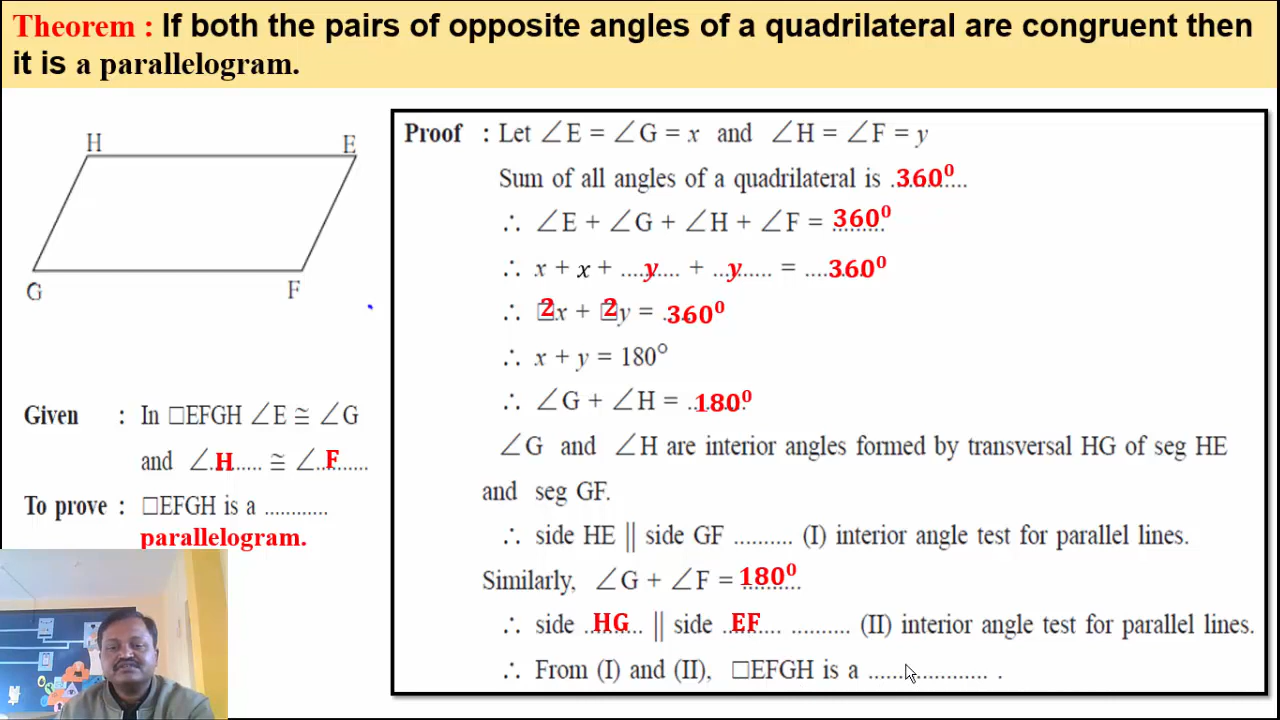 Theorem : If both the pairs of opposite angles of a quadrilateral are congruent then
it is a parallelogram.
H
E
G
F
Given : In □EFGH ∠E ≅ ∠G
and ∠..H..... ≅ ∠...F.......
To prove : □EFGH is a ............
parallelogram.
Proof : Let ∠E = ∠G = x and ∠H = ∠F = y
Sum of all angles of a quadrilateral is .360⁰...
∴ ∠E + ∠G + ∠H + ∠F = 360⁰
∴ x + x + ....y.... + ...y...... = ....360⁰
∴ 2x + 2y = .360⁰
∴ x + y = 180°
∴ ∠G + ∠H = .180⁰
∠G and ∠H are interior angles formed by transversal HG of seg HE
and seg GF.
∴ side HE || side GF .......... (I) interior angle test for parallel lines.
Similarly, ∠G + ∠F = 180⁰
∴ side ..HG... || side ..EF.... .......... (II) interior angle test for parallel lines.
∴ From (I) and (II), □EFGH is a .................... .